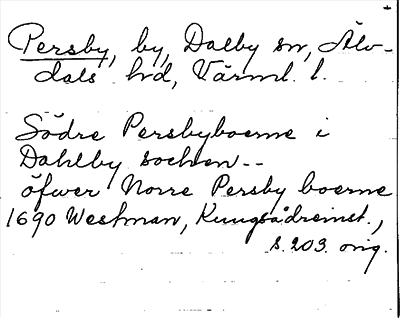 Persby, by, Dalby sn, Älv-
dals hd, Värml. l.
Södre Persbyboerne i
Dahlby sochen--
öfwer Norre Persby boerne
1690 Westman, Kungsådreinst.,
s. 203. orig.